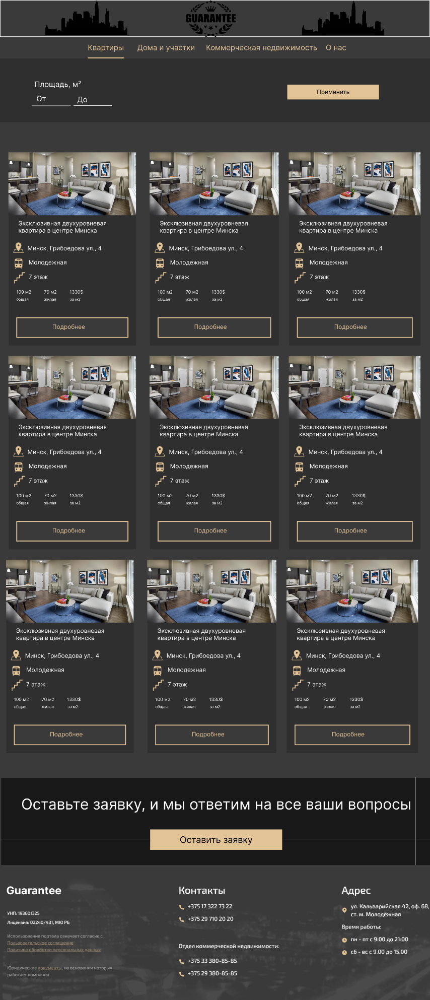 GUARANTEE
Квартиры Дома и участки Коммерческая недвижимость О нас
Площадь, м²
От До
Применить
Эксклюзивная двухуровневая
квартира в центре Минска
Минск, Грибоедова ул., 4
Молодежная
7 этаж
100 м2 70 м2 1330$
общая жилая за м2
Подробнее
Эксклюзивная двухуровневая
квартира в центре Минска
Минск, Грибоедова ул., 4
Молодежная
7 этаж
100 м2 70 м2 1330$
общая жилая за м2
Подробнее
Эксклюзивная двухуровневая
квартира в центре Минска
Минск, Грибоедова ул., 4
Молодежная
7 этаж
100 м2 70 м2 1330$
общая жилая за м2
Подробнее
Эксклюзивная двухуровневая
квартира в центре Минска
Минск, Грибоедова ул., 4
Молодежная
7 этаж
100 м2 70 м2 1330$
общая жилая за м2
Подробнее
Эксклюзивная двухуровневая
квартира в центре Минска
Минск, Грибоедова ул., 4
Молодежная
7 этаж
100 м2 70 м2 1330$
общая жилая за м2
Подробнее
Эксклюзивная двухуровневая
квартира в центре Минска
Минск, Грибоедова ул., 4
Молодежная
7 этаж
100 м2 70 м2 1330$
общая жилая за м2
Подробнее
Эксклюзивная двухуровневая
квартира в центре Минска
Минск, Грибоедова ул., 4
Молодежная
7 этаж
100 м2 70 м2 1330$
общая жилая за м2
Подробнее
Эксклюзивная двухуровневая
квартира в центре Минска
Минск, Грибоедова ул., 4
Молодежная
7 этаж
100 м2 70 м2 1330$
общая жилая за м2
Подробнее
Эксклюзивная двухуровневая
квартира в центре Минска
Минск, Грибоедова ул., 4
Молодежная
7 этаж
100 м2 70 м2 1330$
общая жилая за м2
Подробнее
Оставьте заявку, и мы ответим на все ваши вопросы
Оставить заявку
Guarantee
УНП: 193601325
Лицензия: 02240/431, МЮ РБ
Использование портала означает согласие с
Пользовательское соглашение
Политика обработки персональных данных
Юридические документы, на основании которых
работает компания
Контакты
+375 17 322 73 22
+375 29 710 20 20
Отдел коммерческой недвижимости:
+375 33 380-85-85
+375 29 380-85-85
Адрес
ул. Кальварийская 42, оф. 68,
ст. м. Молодёжная
Время работы:
пн - пт с 9:00 до 21:00
сб - вс с 9.00 до 15.00